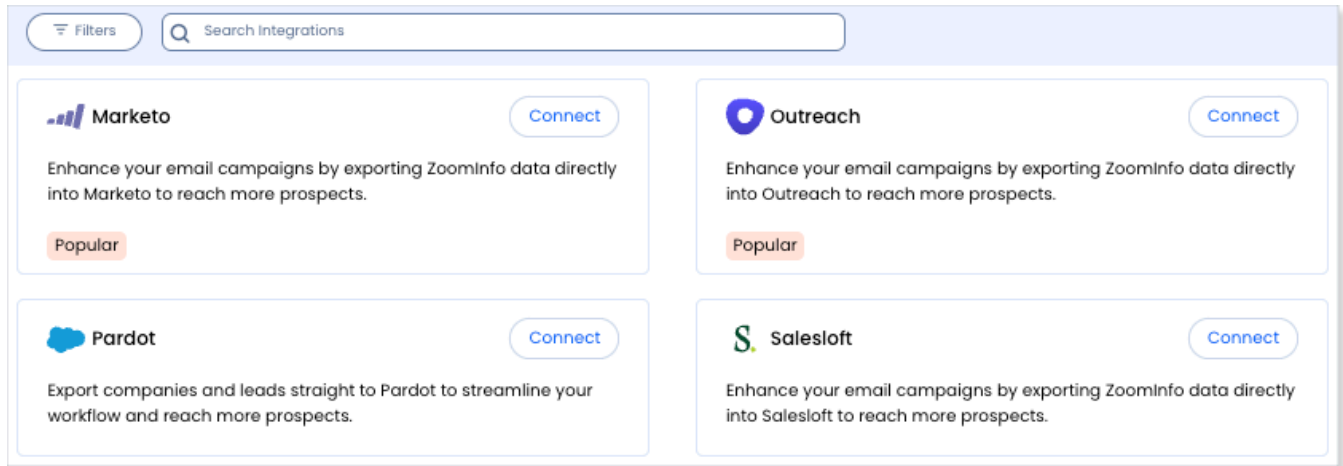 Filters
Search Integrations
Marketo
Connect
Enhance your email campaigns by exporting ZoomInfo data directly
into Marketo to reach more prospects.
Popular
Outreach
Connect
Enhance your email campaigns by exporting ZoomInfo data directly
into Outreach to reach more prospects.
Popular
Pardot
Connect
Export companies and leads straight to Pardot to streamline your
workflow and reach more prospects.
S. Salesloft
Connect
Enhance your email campaigns by exporting ZoomInfo data directly
into Salesloft to reach more prospects.